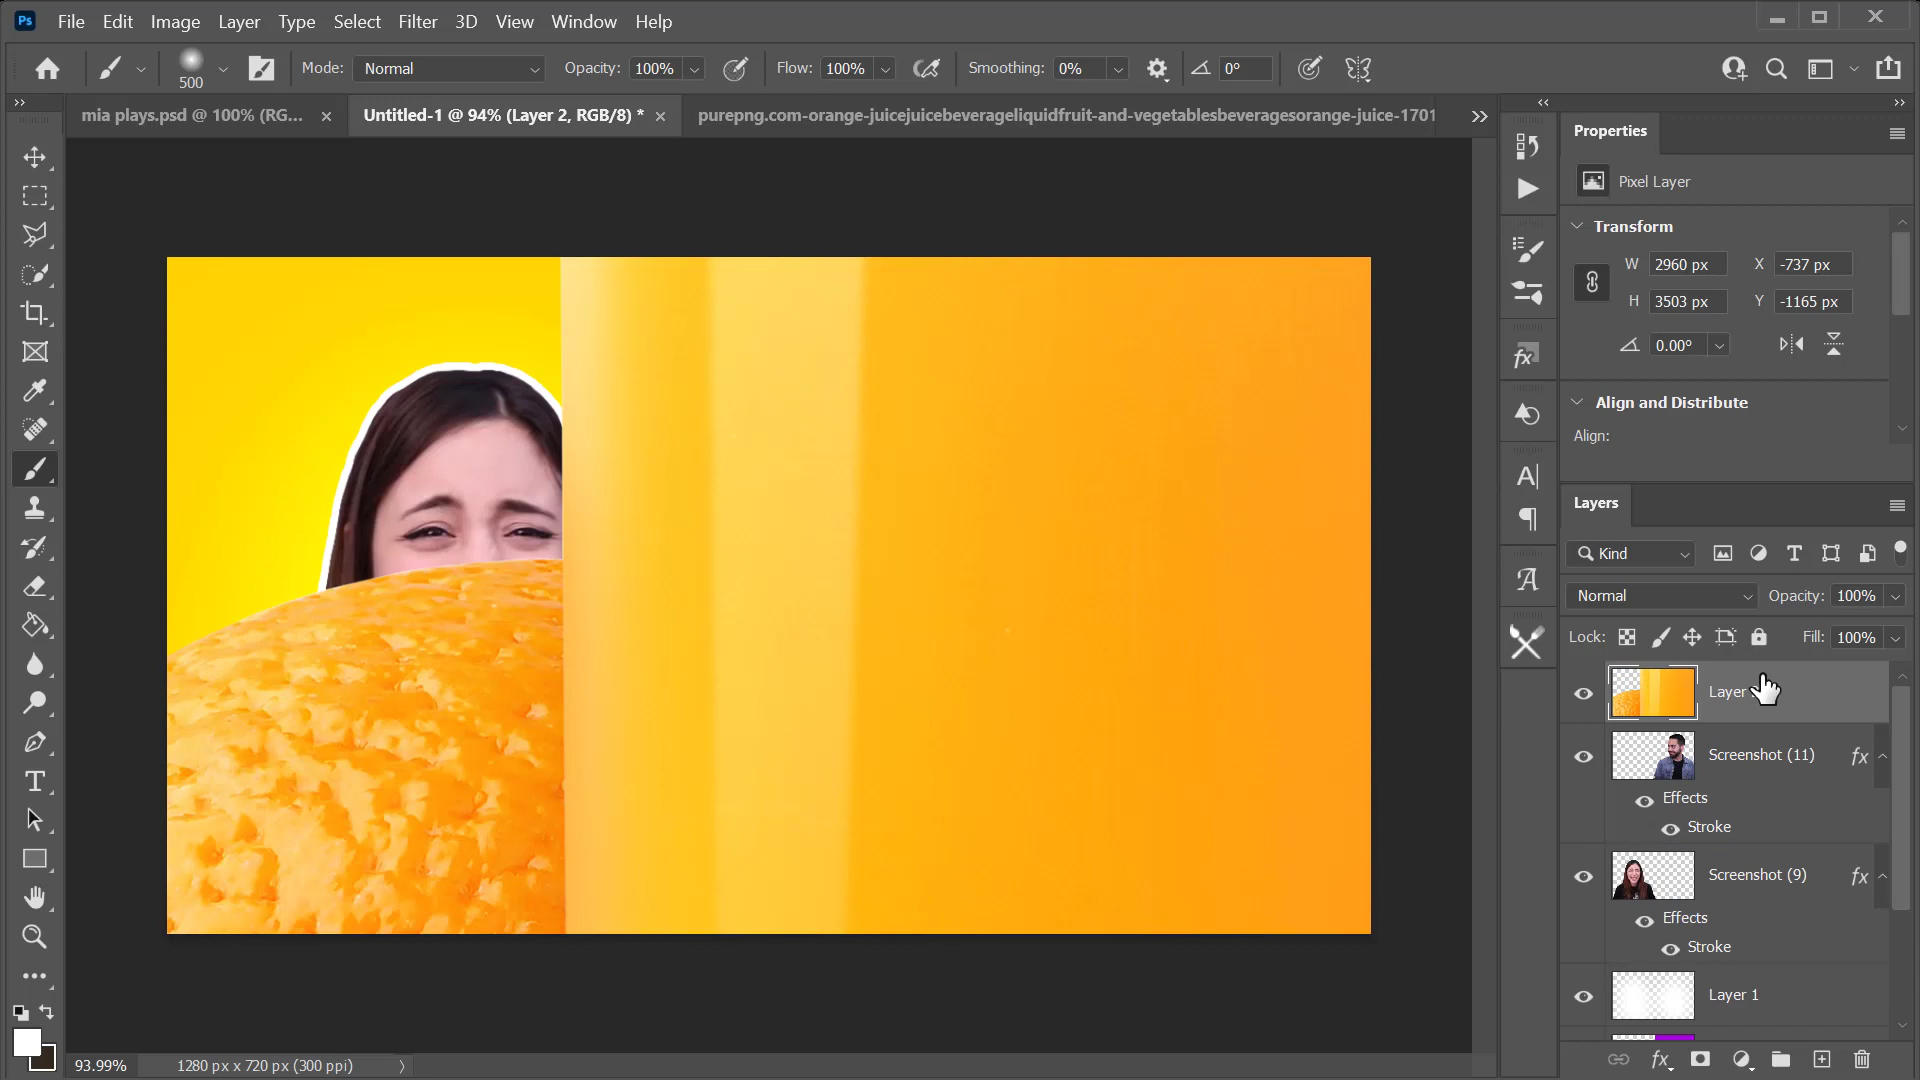 Ps File Edit Image Layer Type Select Filter 3D View Window Help
500 Mode: Normal Opacity: 100% Flow: 100% Smoothing: 0% 0°
mia plays.psd @ 100% (RG... × Untitled-1 @ 94% (Layer 2, RGB/8) * × purepng.com-orange-juicejuicebeverageliquidfruit-and-vegetablesbeveragesorange-juice-1701
Properties
Pixel Layer
Transform
W 2960 px X -737 px
H 3503 px Y -1165 px
0.00°
Align and Distribute
Align:
Layers
Kind
Normal Opacity: 100%
Lock: Fill: 100%
Layer
Screenshot (11) fx
Effects
Stroke
Screenshot (9) fx
Effects
Stroke
Layer 1
93.99% 1280 px x 720 px (300 ppi)